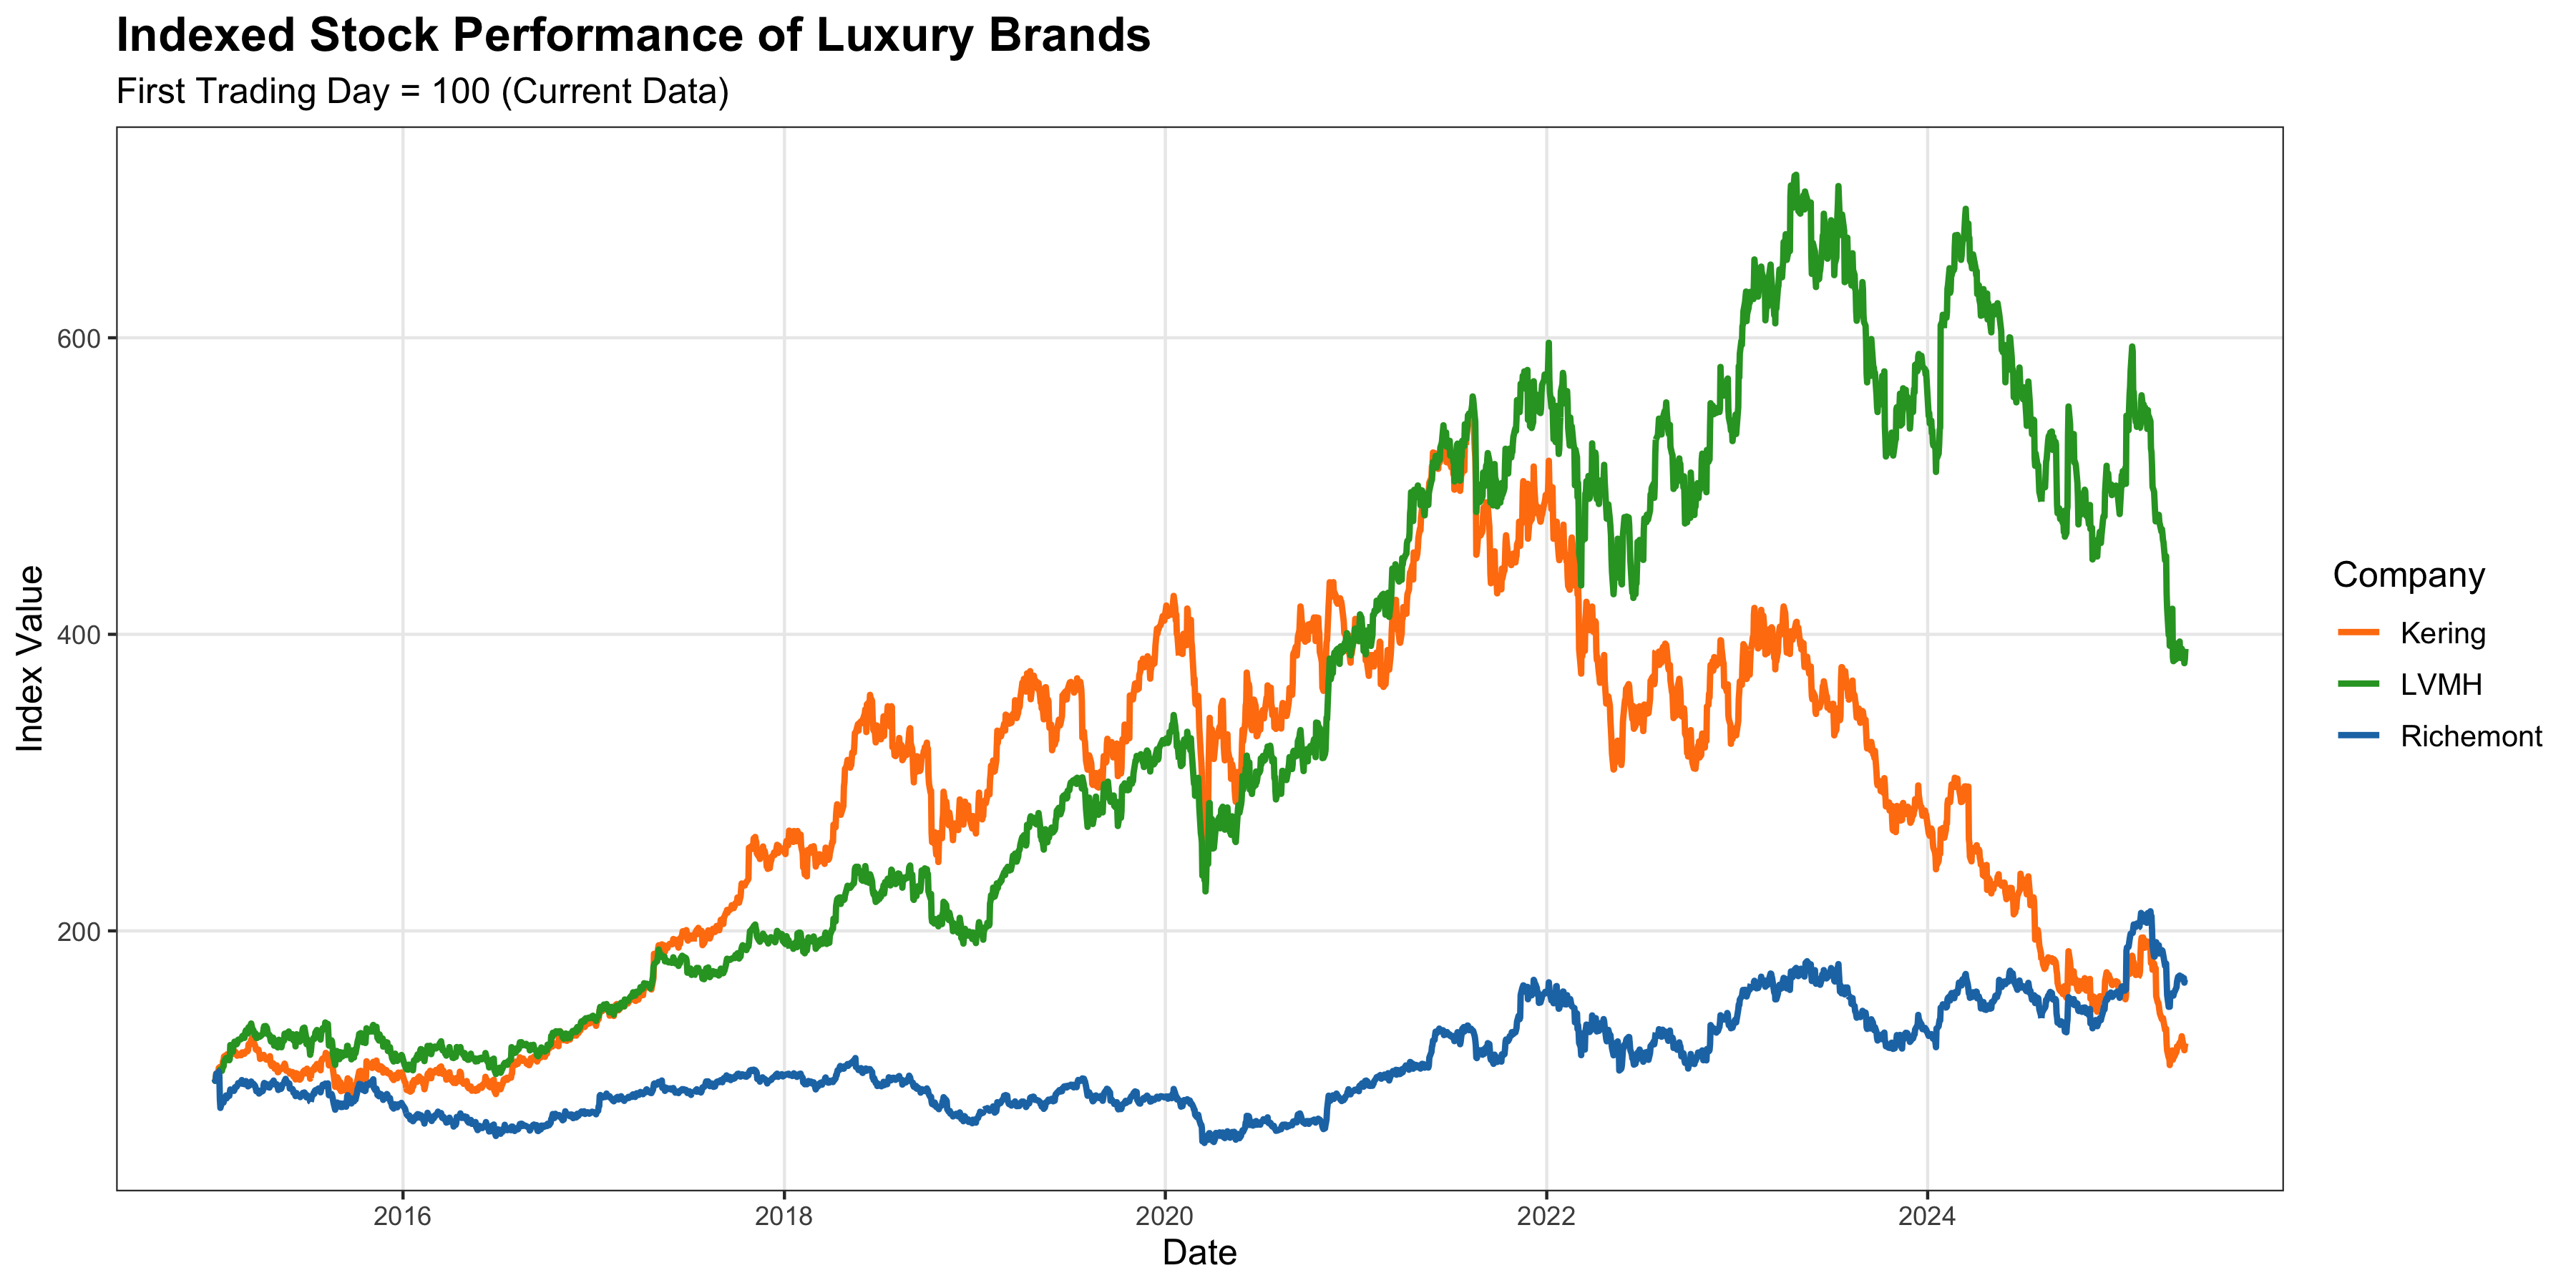 Indexed Stock Performance of Luxury Brands
First Trading Day = 100 (Current Data)
Index Value
600
400
200
2016
2018
2020
2022
2024
Date
Company
Kering
LVMH
Richemont